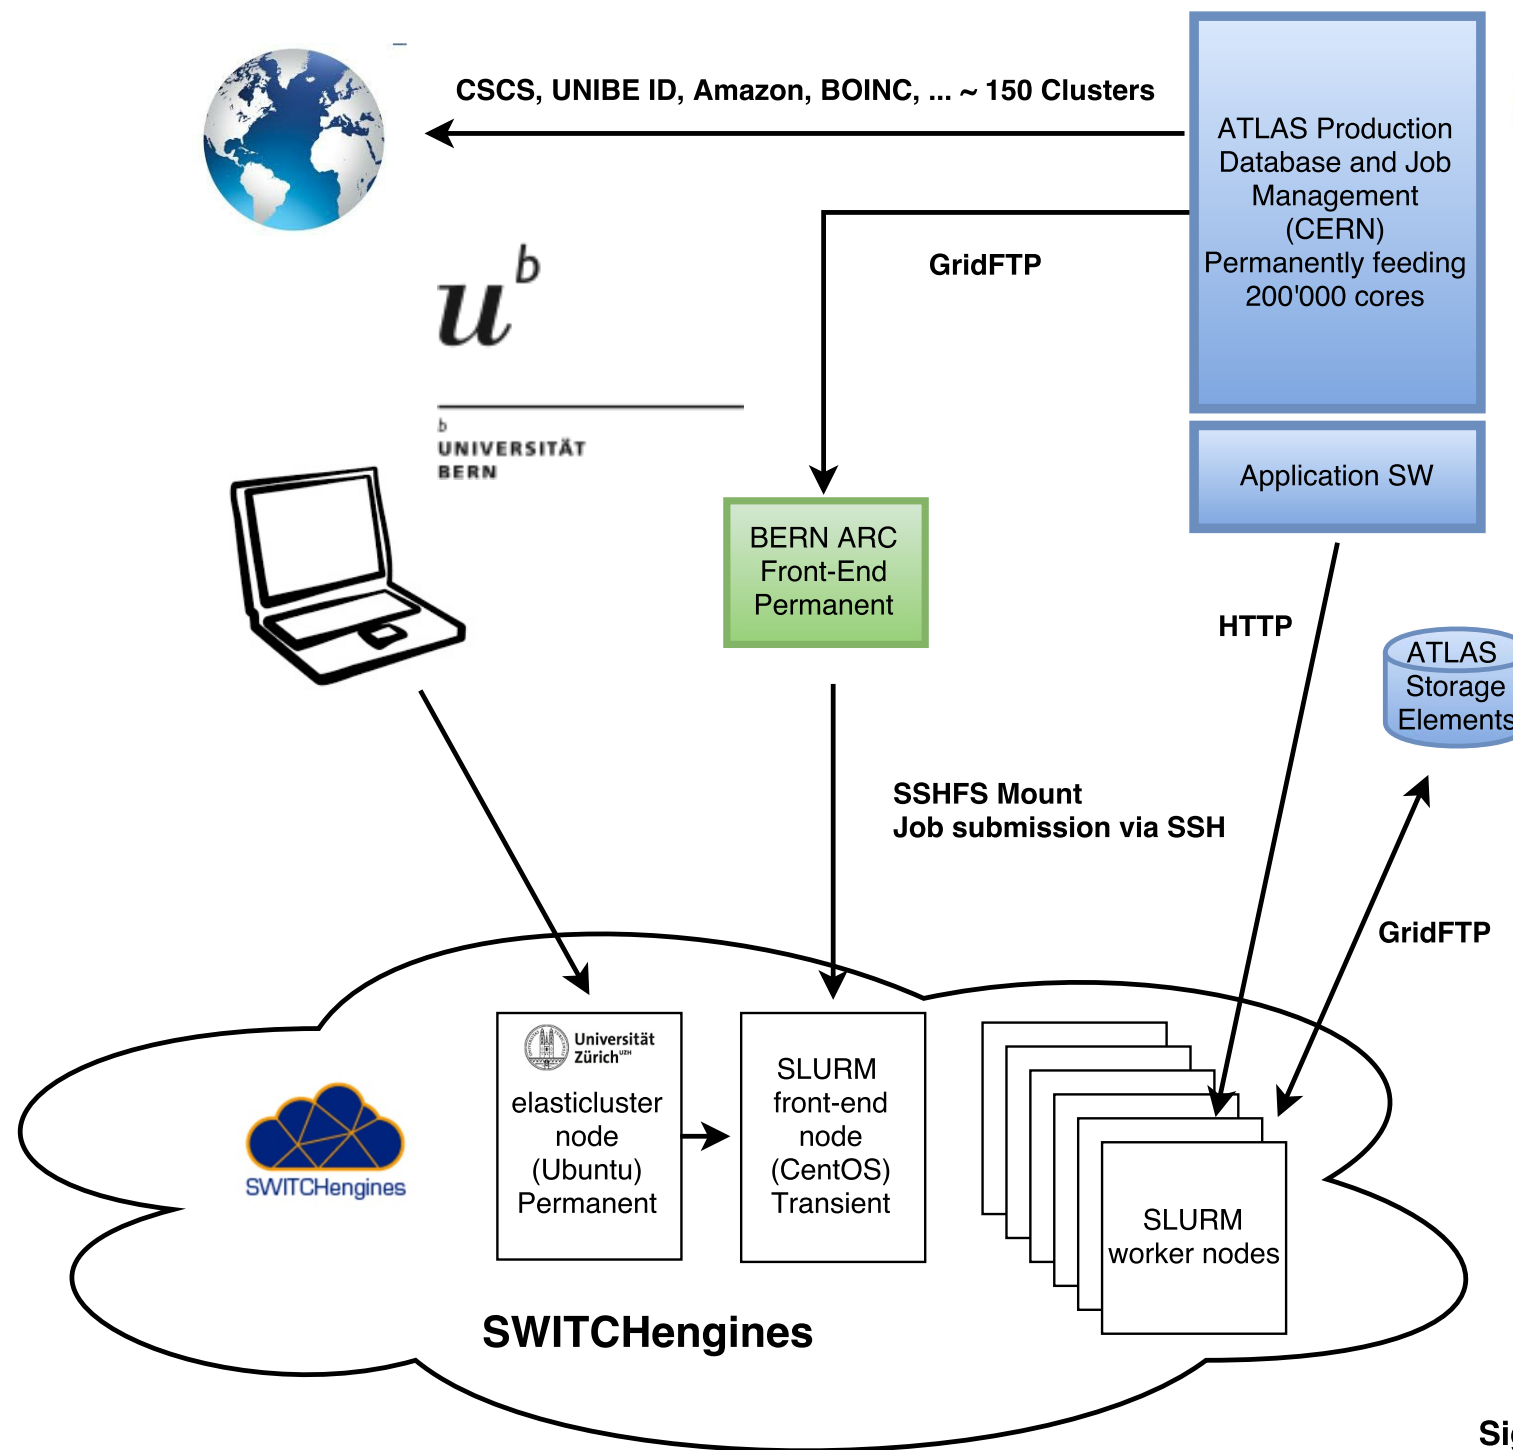 CSCS, UNIBE ID, Amazon, BOINC, ... ~ 150 Clusters
ATLAS Production
Database and Job
Management
(CERN)
Permanently feeding
200'000 cores
GridFTP
u b
b
UNIVERSITÄT
BERN
Application SW
BERN ARC
Front-End
Permanent
HTTP
ATLAS
Storage
Elements
SSHFS Mount
Job submission via SSH
GridFTP
Universität
Zürich UZH
elasticluster
node
(Ubuntu)
Permanent
SLURM
front-end
node
(CentOS)
Transient
SWITCHengines
SLURM
worker nodes
SWITCHengines